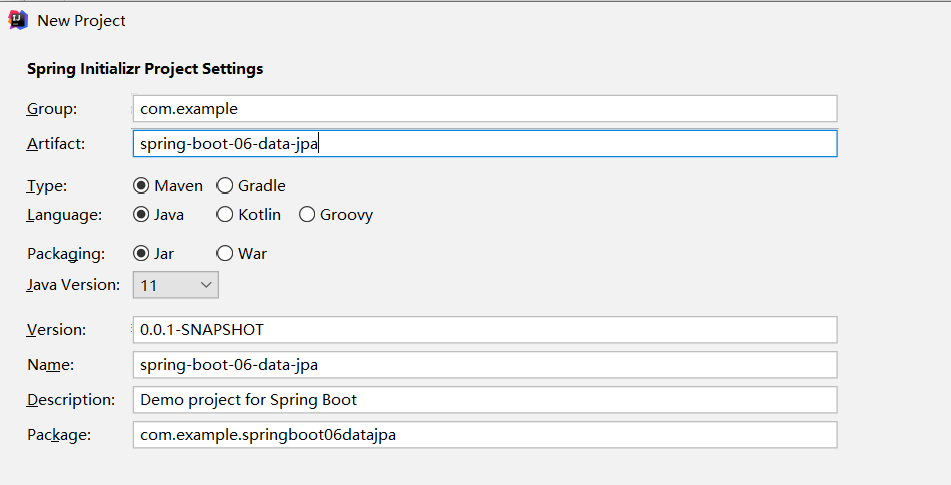 New Project
Spring Initializr Project Settings
Group: com.example
Artifact: spring-boot-06-data-jpa
Type: Maven Gradle
Language: Java Kotlin Groovy
Packaging: Jar War
Java Version: 11
Version: 0.0.1-SNAPSHOT
Name: spring-boot-06-data-jpa
Description: Demo project for Spring Boot
Package: com.example.springboot06datajpa